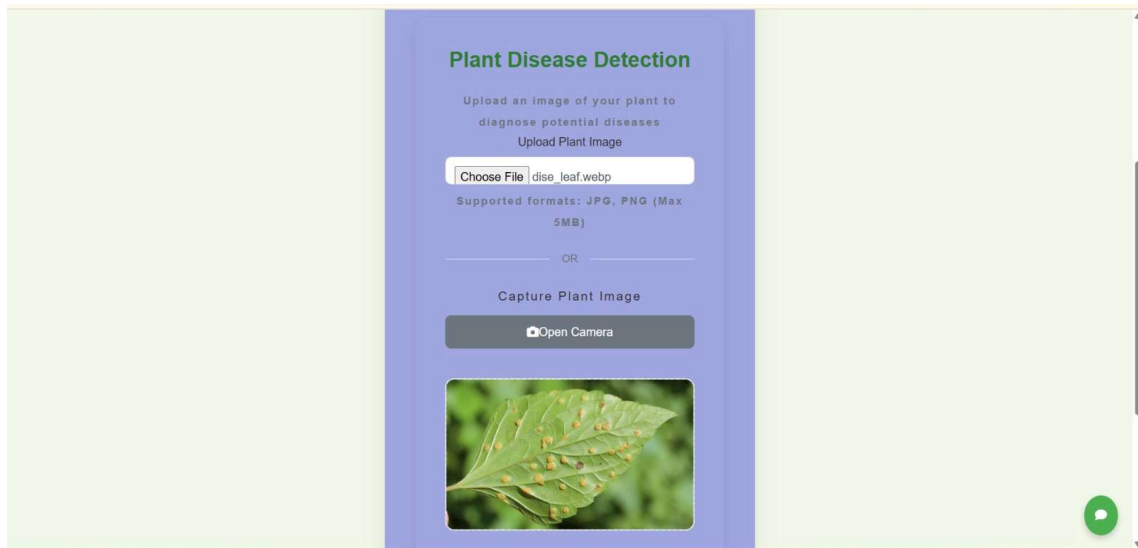 Plant Disease Detection
Upload an image of your plant to
diagnose potential diseases
Upload Plant Image
Choose File dise_leaf.webp
Supported formats: JPG, PNG (Max
5MB)
OR
Capture Plant Image
Open Camera